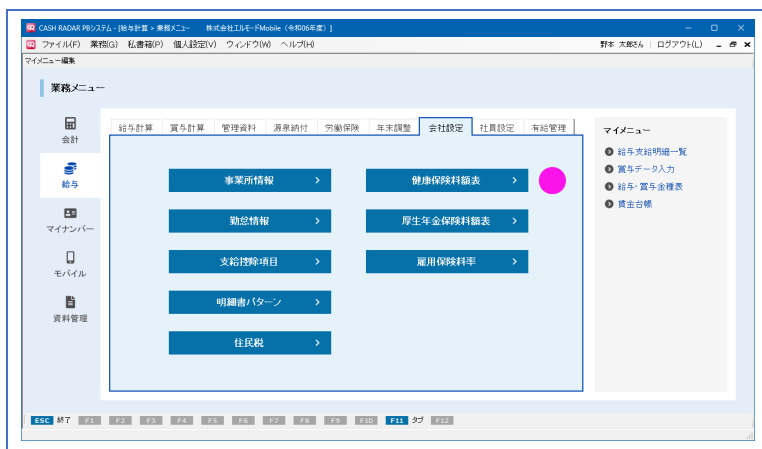 CASH RADAR PBシステム - [給与計算 > 業務メニュー　株式会社エルモードMobile（令和06年度）]
ファイル(F) 業務(G) 私書箱(P) 個人設定(V) ウィンドウ(W) ヘルプ(H) 野本 太郎さん ログアウト(L)
マイメニュー編集
業務メニュー
会計
給与
マイナンバー
モバイル
資料管理
給与計算 賞与計算 管理資料 源泉納付 労働保険 年末調整 会社設定 社員設定 有給管理
事業所情報
健康保険料額表
勤怠情報
厚生年金保険料額表
支給控除項目
雇用保険料率
明細書パターン
住民税
マイメニュー
給与支給明細一覧
賞与データ入力
給与・賞与金種表
賃金台帳
ESC 終了 F1 F2 F3 F4 F5 F6 F7 F8 F9 F10 F11 タブ F12